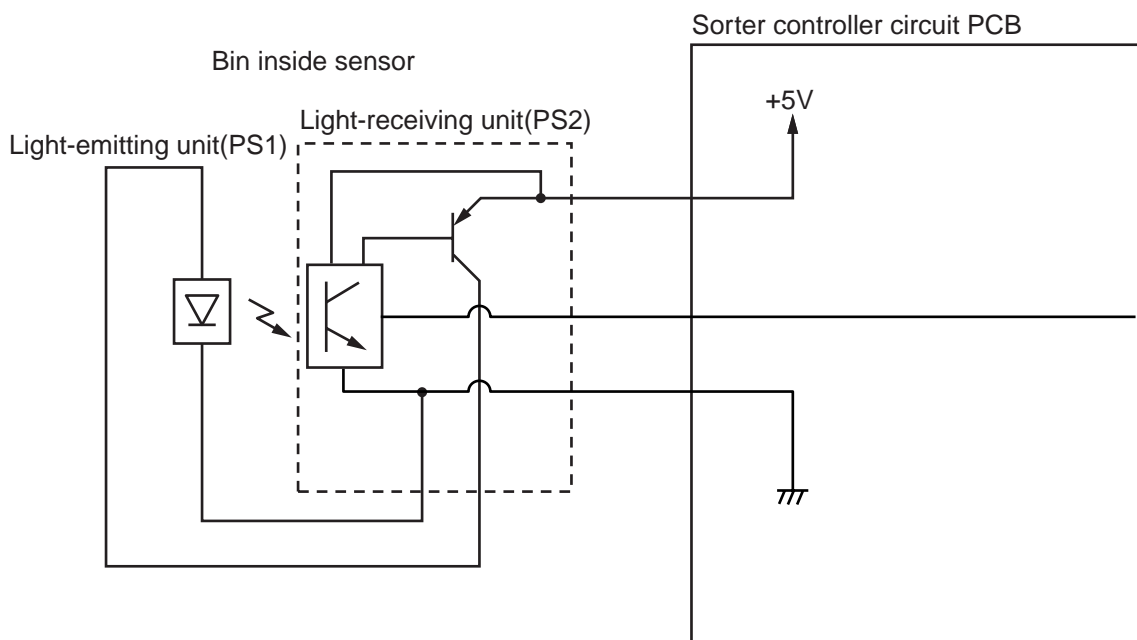 Sorter controller circuit PCB
Bin inside sensor
+5V
Light-receiving unit(PS2)
Light-emitting unit(PS1)